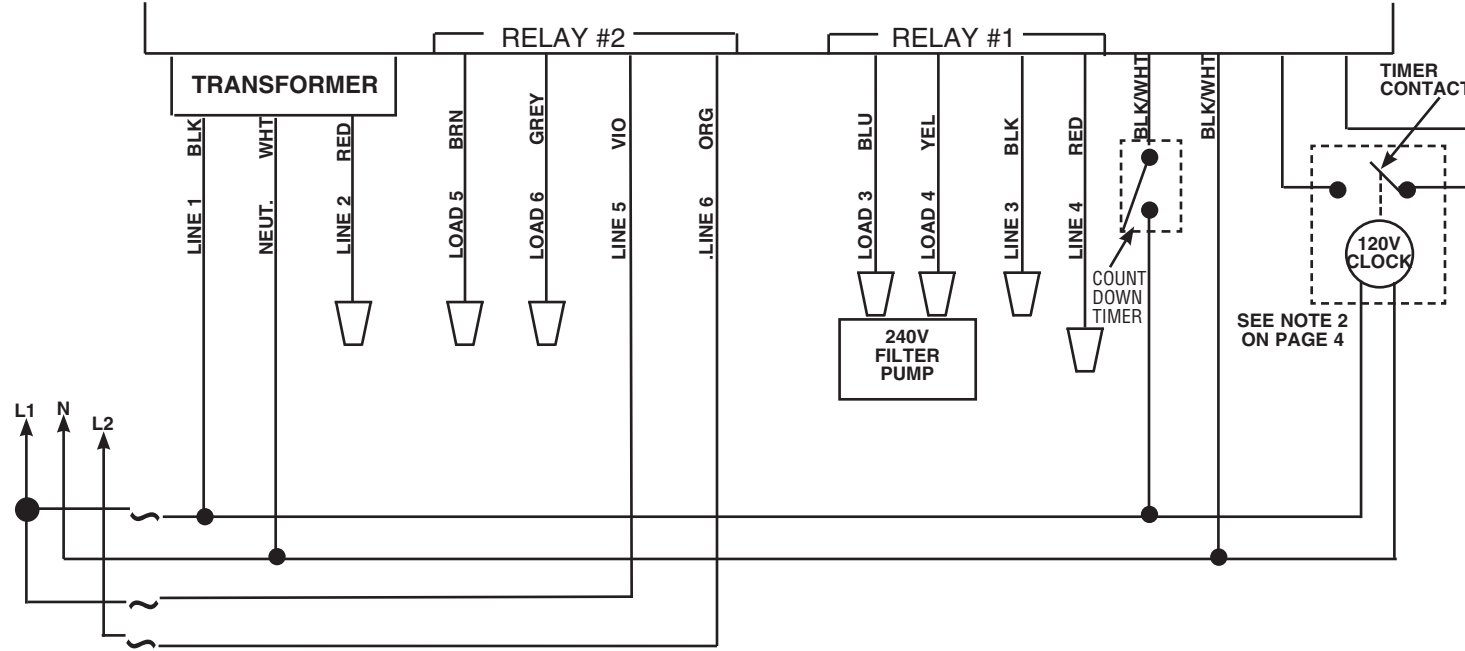 RELAY #2
RELAY #1
TRANSFORMER
BLK
WHT
RED
BRN
GREY
VIO
ORG
BLU
YEL
BLK
RED
BLK/WHT
BLK/WHT
TIMER
CONTACT
LINE 1
NEUT.
LINE 2
LOAD 5
LOAD 6
LINE 5
.LINE 6
LOAD 3
LOAD 4
LINE 3
LINE 4
120V
CLOCK
COUNT
DOWN
TIMER
SEE NOTE 2
ON PAGE 4
240V
FILTER
PUMP
L1
N
L2